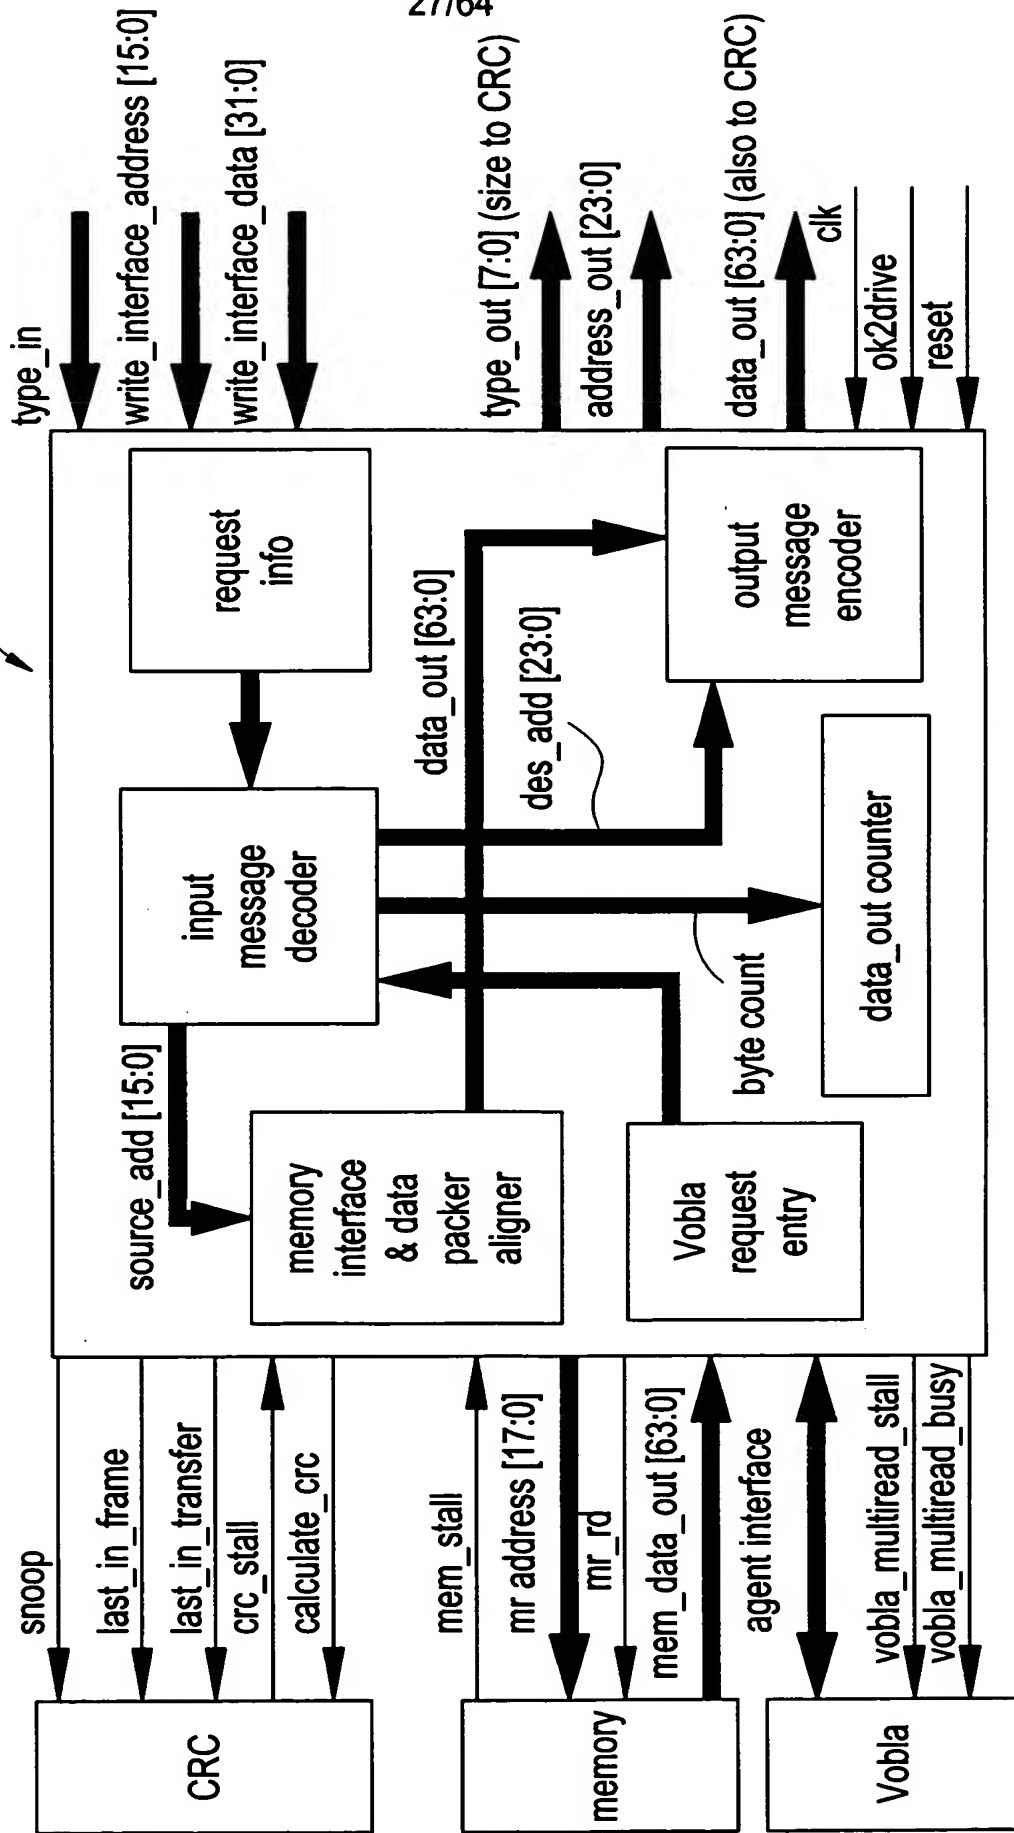 27/64
type_in
write_interface_address [15:0]
write_interface_data [31:0]
type_out [7:0] (size to CRC)
address_out [23:0]
data_out [63:0] (also to CRC)
clk
ok2drive
reset
request
info
output
message
encoder
data_out [63:0]
des_add [23:0]
input
message
decoder
data_out counter
byte count
source_add [15:0]
memory
interface
& data
packer
aligner
Vobla
request
entry
snoop
last_in_frame
last_in_transfer
crc_stall
calculate_crc
mem_stall
mr address [17:0]
mr_rd
mem_data_out [63:0]
agent interface
vobla_multiread_stall
vobla_multiread_busy
CRC
memory
Vobla